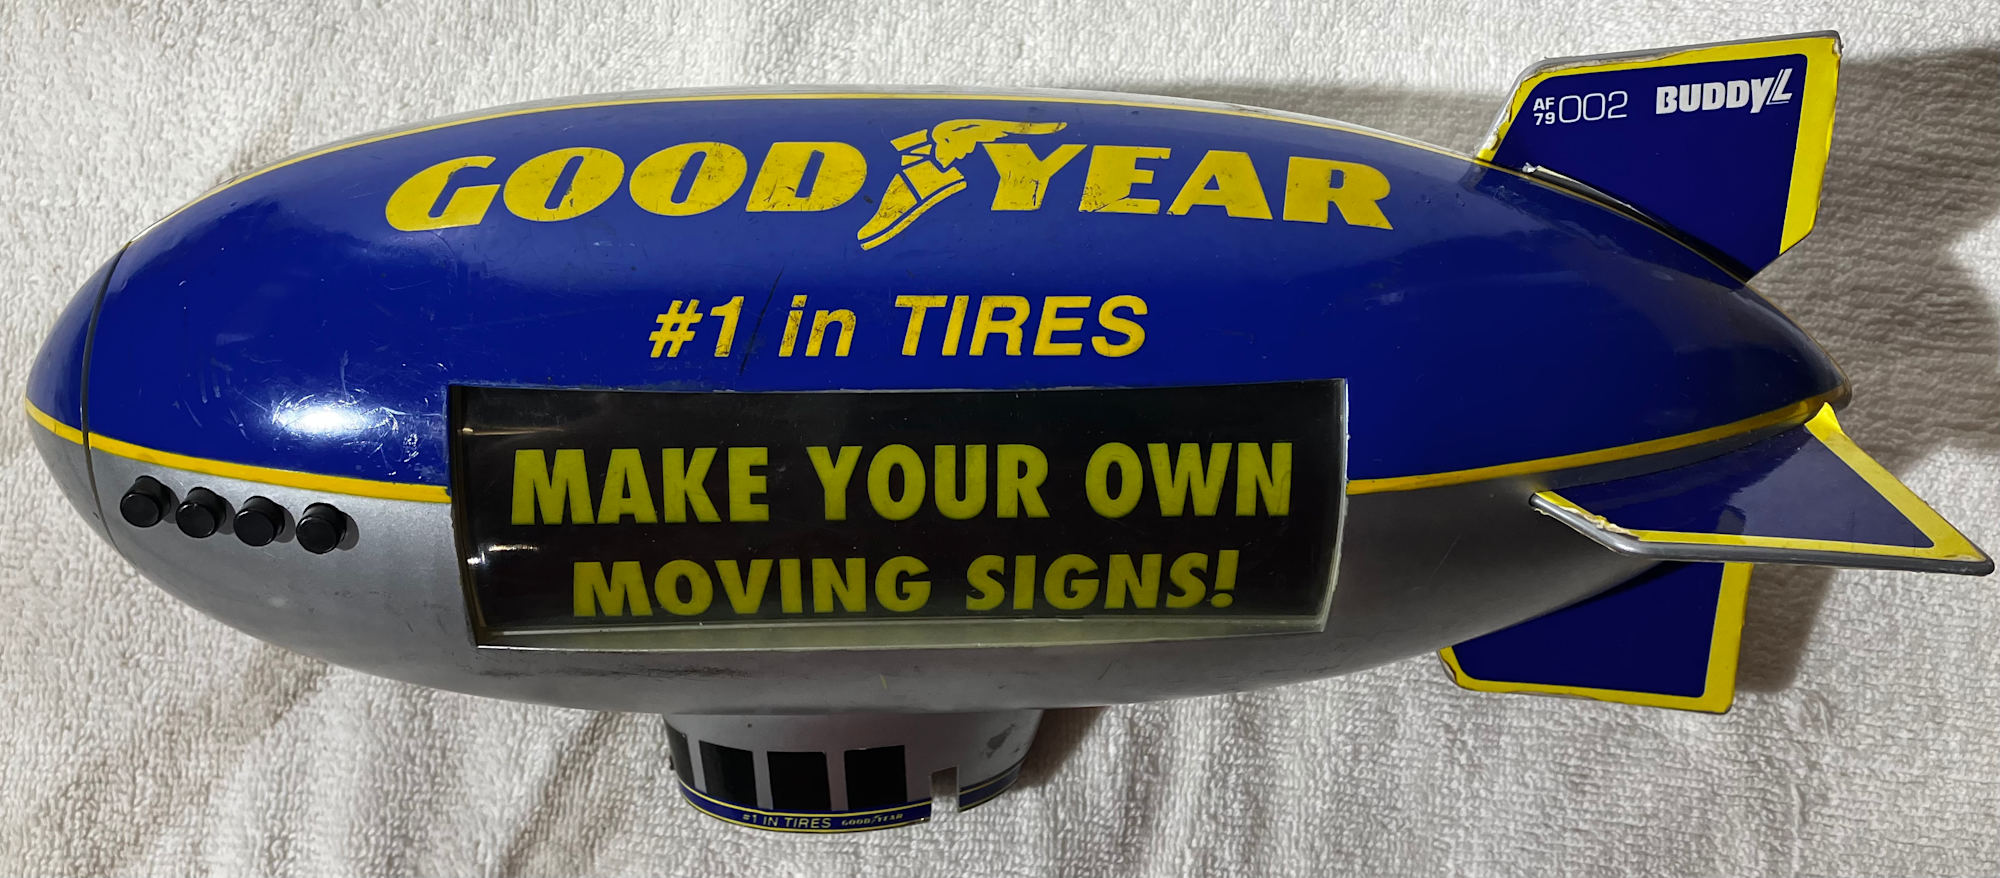 AF
79 002 BUDDY L
GOODYEAR
#1 in TIRES
MAKE YOUR OWN
MOVING SIGNS!
#1 IN TIRES GOODYEAR